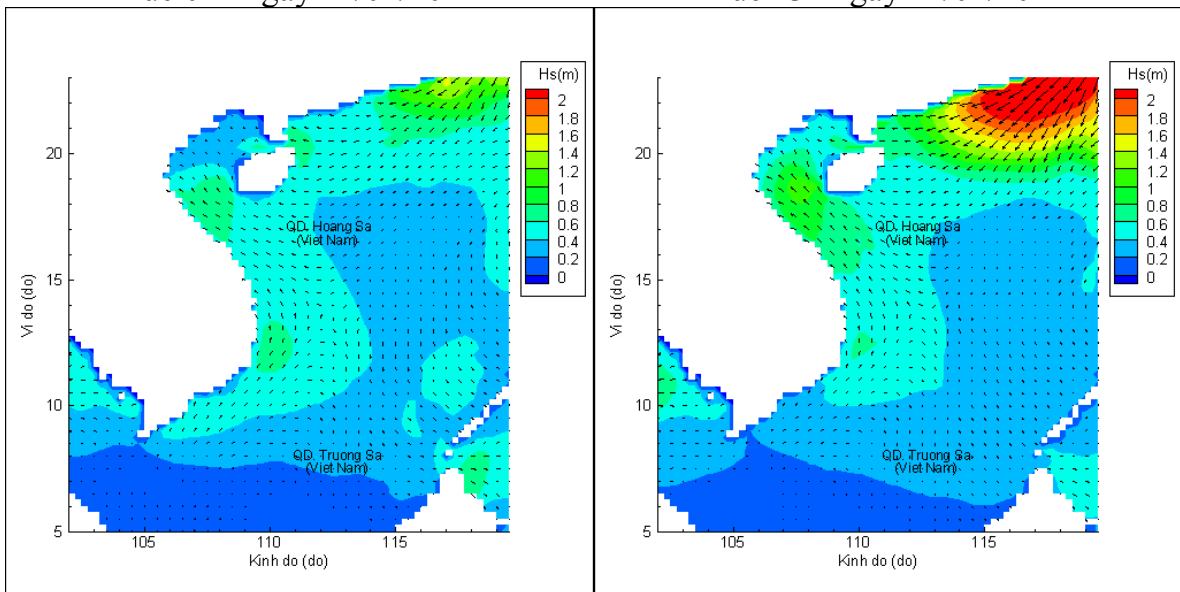 Hs(m)
2
1.8
1.6
1.4
1.2
1
0.8
0.6
0.4
0.2
0
20
15
10
5
Vi do (do)
QD. Hoang Sa
(Viet Nam)
QD. Truong Sa
(Viet Nam)
105
110
115
Kinh do (do)
Hs(m)
2
1.8
1.6
1.4
1.2
1
0.8
0.6
0.4
0.2
0
20
15
10
5
Vi do (do)
QD. Hoang Sa
(Viet Nam)
QD. Truong Sa
(Viet Nam)
105
110
115
Kinh do (do)